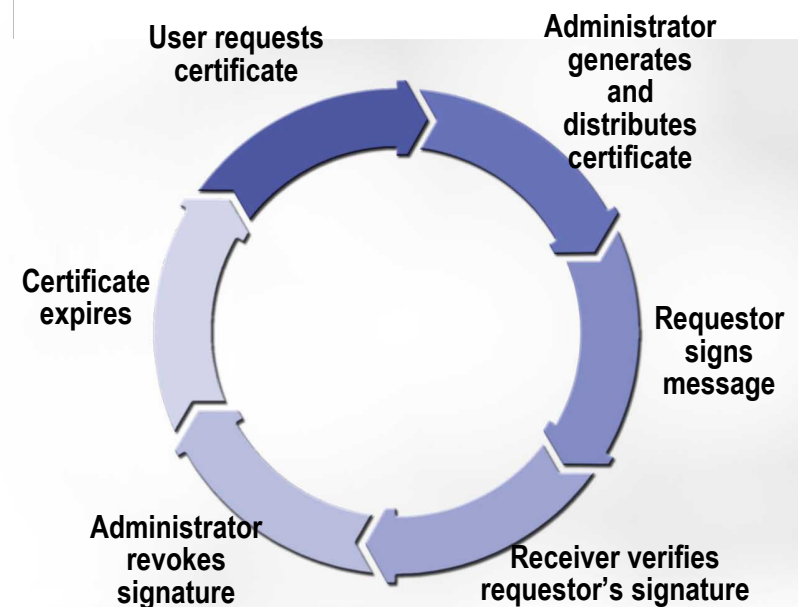 User requests
certificate
Administrator
generates
and
distributes
certificate
Requestor
signs
message
Receiver verifies
requestor's signature
Administrator
revokes
signature
Certificate
expires